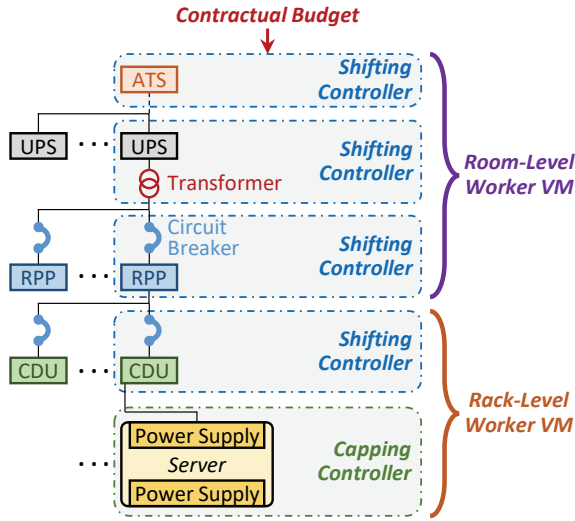 Contractual Budget
ATS
Shifting
Controller
UPS
...
UPS
Shifting
Controller
Transformer
Room-Level
Worker VM
Circuit
Breaker
Shifting
Controller
RPP
...
RPP
Shifting
Controller
CDU
...
CDU
Rack-Level
Worker VM
Power Supply
Server
Power Supply
...
Capping
Controller